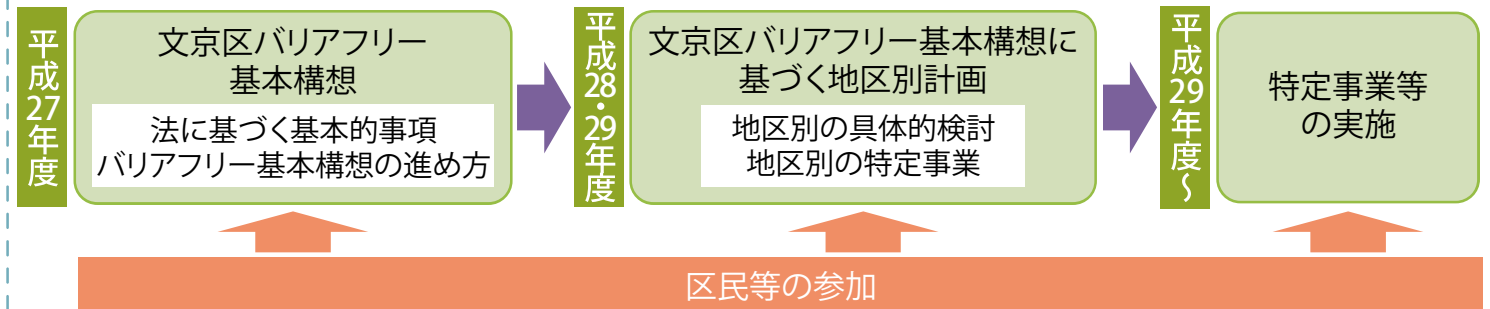 平成27年度
文京区バリアフリー
基本構想
法に基づく基本的事項
バリアフリー基本構想の進め方
平成28・29年度
文京区バリアフリー基本構想に
基づく地区別計画
地区別の具体的検討
地区別の特定事業
平成29年度～
特定事業等
の実施
区民等の参加